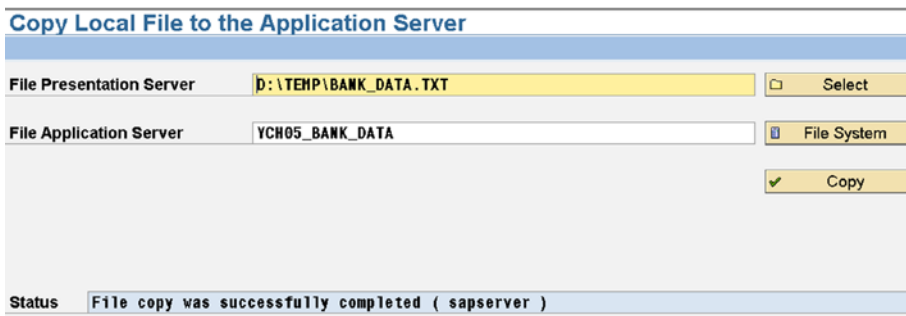 Copy Local File to the Application Server
File Presentation Server D:\TEMP\BANK_DATA.TXT Select
File Application Server YCH05_BANK_DATA File System
Copy
Status File copy was successfully completed ( sapserver )